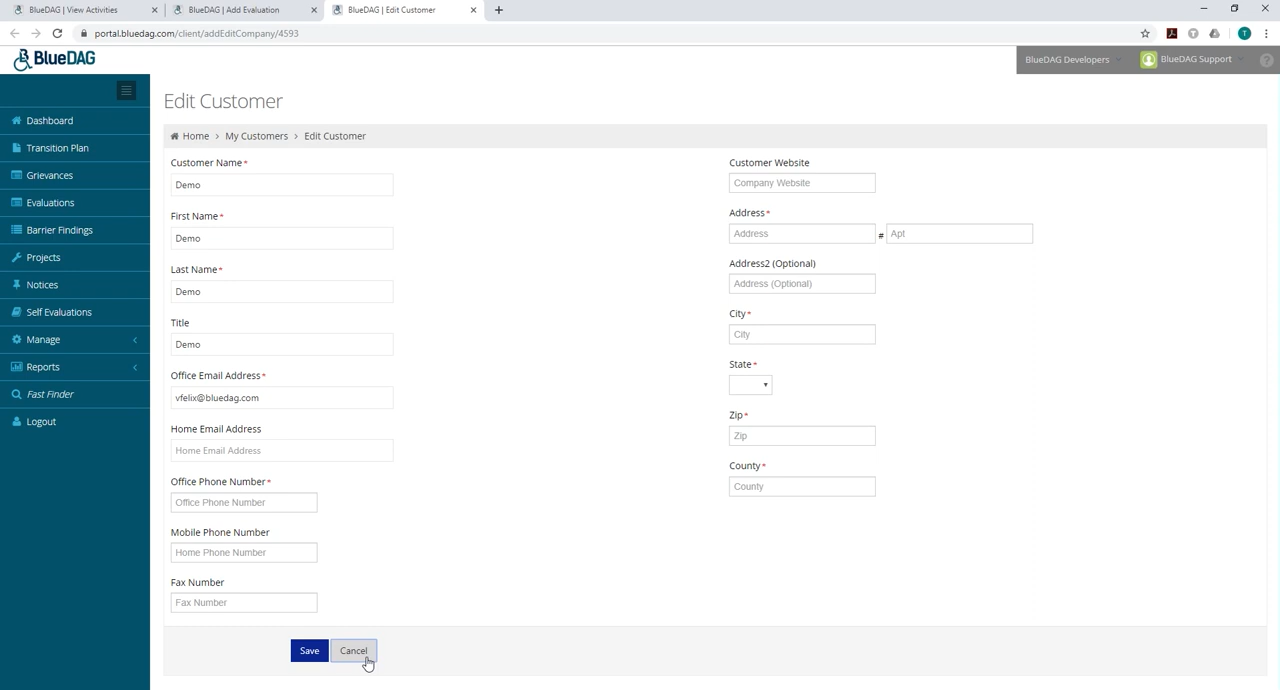 BlueDAG | View Activities
BlueDAG | Add Evaluation
BlueDAG | Edit Customer
portal.bluedag.com/client/addEditCompany/4593
T
T
BlueDAG
BlueDAG Developers
BlueDAG Support
?
Dashboard
Transition Plan
Grievances
Evaluations
Barrier Findings
Projects
Notices
Self Evaluations
Manage
Reports
Fast Finder
Logout
Edit Customer
Home > My Customers > Edit Customer
Customer Name*
Demo
First Name*
Demo
Last Name*
Demo
Title
Demo
Office Email Address*
vfelix@bluedag.com
Home Email Address
Home Email Address
Office Phone Number*
Office Phone Number
Mobile Phone Number
Home Phone Number
Fax Number
Fax Number
Customer Website
Company Website
Address*
Address # Apt
Address2 (Optional)
Address (Optional)
City*
City
State*
Zip*
Zip
County*
County
Save Cancel